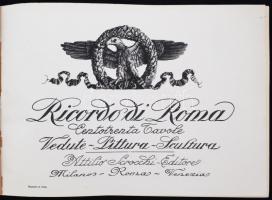 Ricordo di Roma
Centotrenta Tavole
Vedute - Pittura - Scultura
Attilio Scrocchi - Editore
Milano - Roma - Venezia